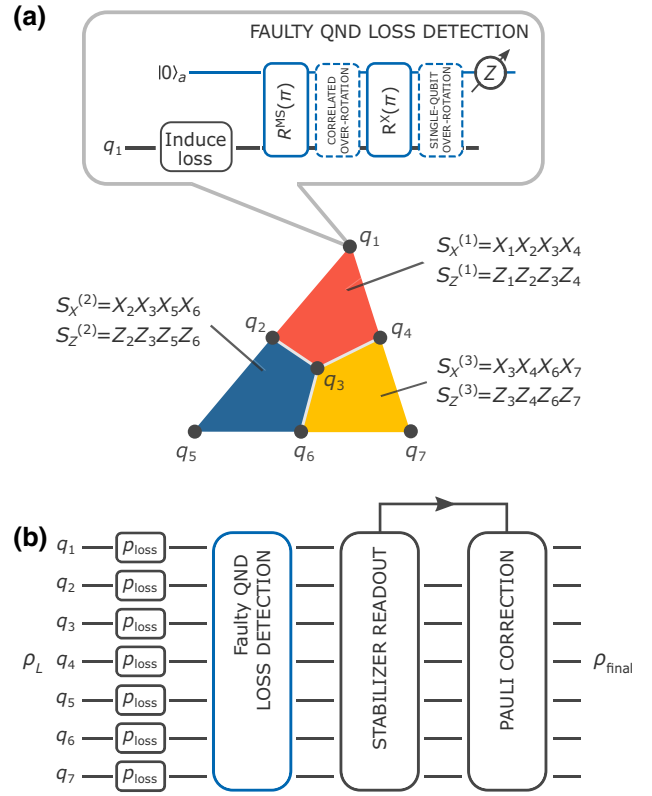 (a)
FAULTY QND LOSS DETECTION
|0⟩ₐ
R^MS(π)
CORRELATED
OVER-ROTATION
R^X(π)
SINGLE-QUBIT
OVER-ROTATION
Z
q₁
Induce
loss
q₁
S_X^(1)=X₁X₂X₃X₄
S_Z^(1)=Z₁Z₂Z₃Z₄
S_X^(2)=X₂X₃X₅X₆
S_Z^(2)=Z₂Z₃Z₅Z₆
q₂
q₄
q₃
S_X^(3)=X₃X₄X₆X₇
S_Z^(3)=Z₃Z₄Z₆Z₇
q₅
q₆
q₇
(b)
q₁ p_loss
q₂ p_loss
q₃ p_loss
ρ_L q₄ p_loss
q₅ p_loss
q₆ p_loss
q₇ p_loss
Faulty QND
LOSS DETECTION
STABILIZER READOUT
PAULI CORRECTION
ρ_final